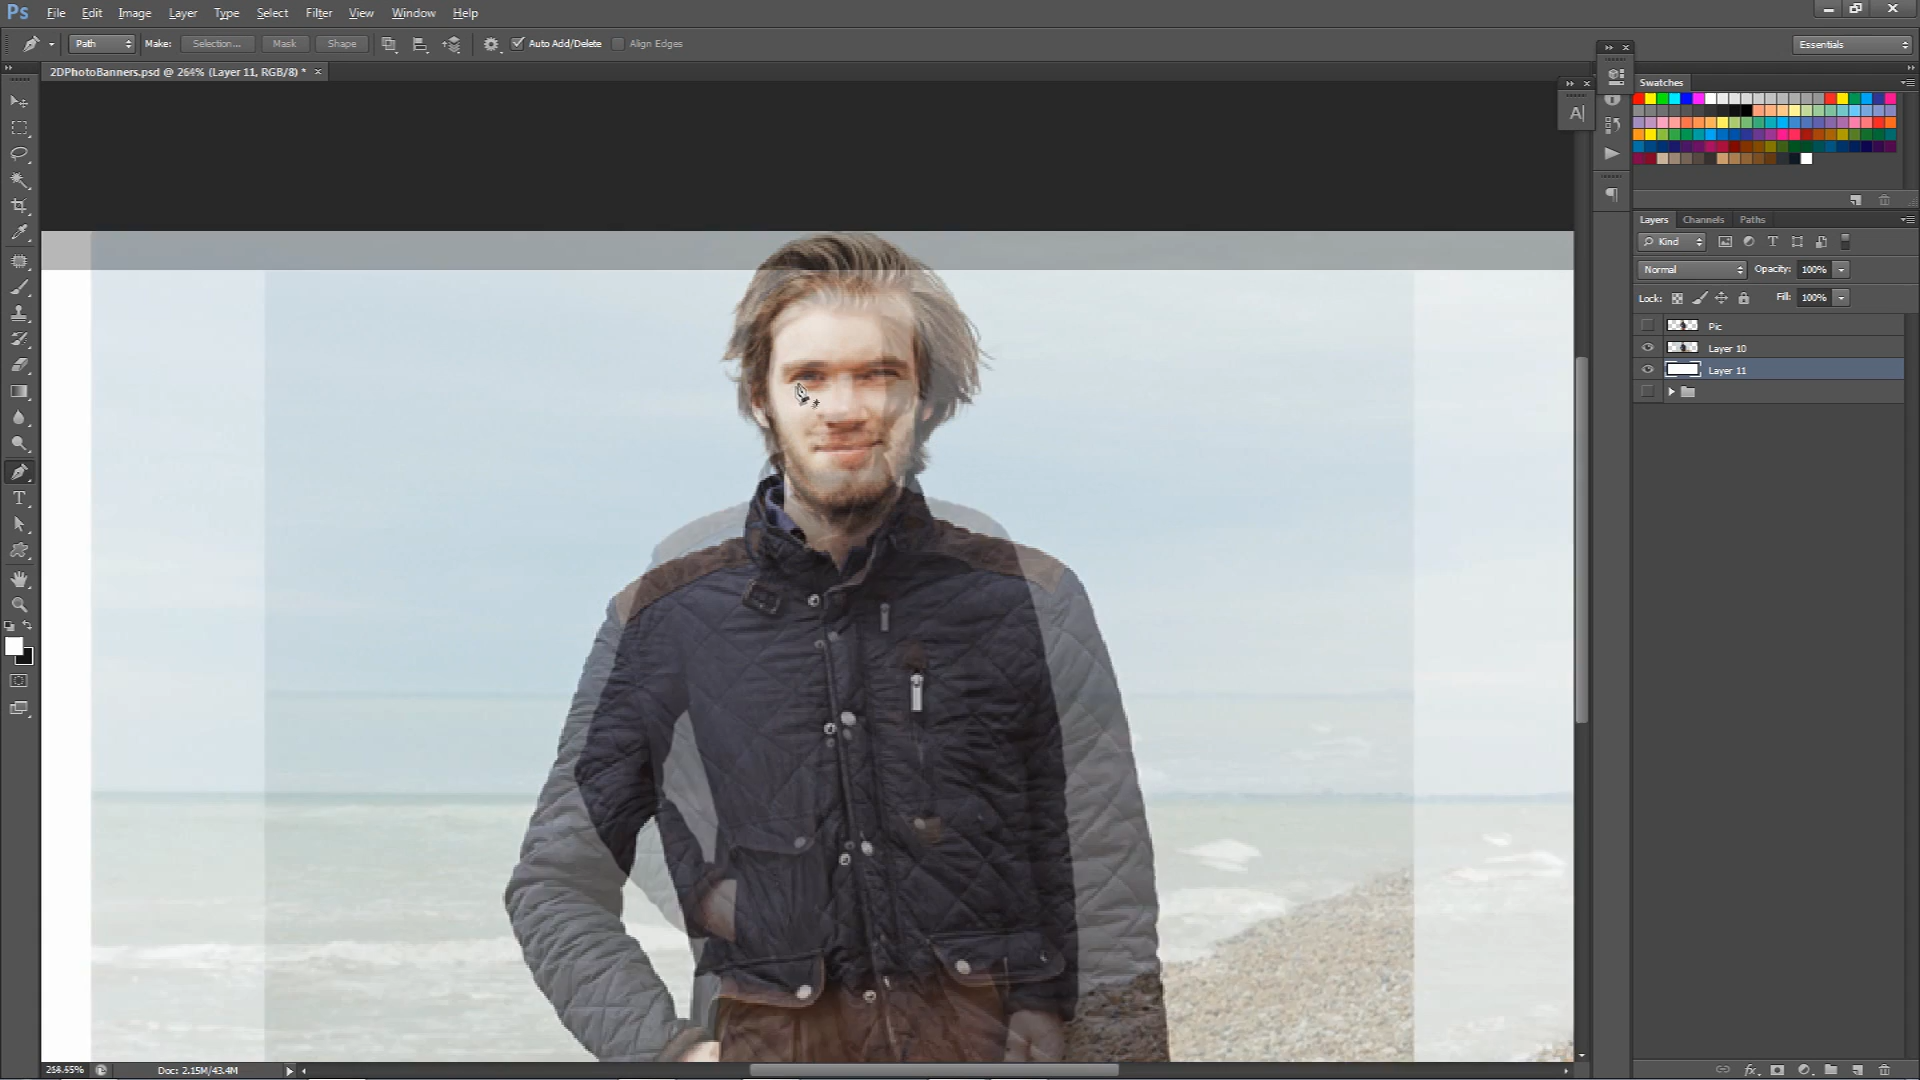 Ps File Edit Image Layer Type Select Filter View Window Help
Path Make: Selection... Mask Shape Auto Add/Delete Align Edges Essentials
2DPhotoBanners.psd @ 264% (Layer 11, RGB/8) *
Swatches
Layers Channels Paths
Kind
Normal Opacity: 100%
Lock: Fill: 100%
Pic
Layer 10
Layer 11
Doc: 2.15M/43.4M